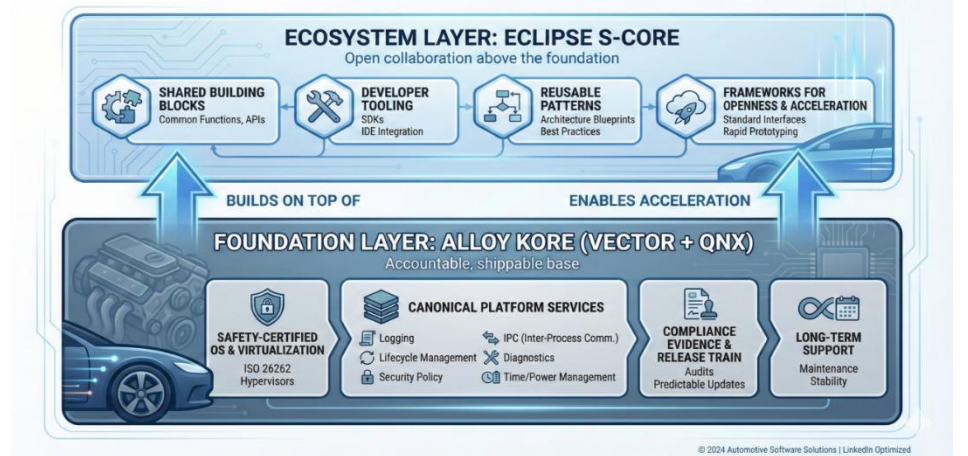 ECOSYSTEM LAYER: ECLIPSE S-CORE
Open collaboration above the foundation
SHARED BUILDING
BLOCKS
Common Functions, APIs
DEVELOPER
TOOLING
SDKs
IDE Integration
REUSABLE
PATTERNS
Architecture Blueprints
Best Practices
FRAMEWORKS FOR
OPENNESS & ACCELERATION
Standard Interfaces
Rapid Prototyping
BUILDS ON TOP OF
ENABLES ACCELERATION
FOUNDATION LAYER: ALLOY KORE (VECTOR + QNX)
Accountable, shippable base
SAFETY-CERTIFIED
OS & VIRTUALIZATION
ISO 26262
Hypervisors
CANONICAL PLATFORM SERVICES
Logging
Lifecycle Management
Security Policy
IPC (Inter-Process Comm.)
Diagnostics
Time/Power Management
COMPLIANCE
EVIDENCE &
RELEASE TRAIN
Audits
Predictable Updates
LONG-TERM
SUPPORT
Maintenance
Stability
© 2024 Automotive Software Solutions | LinkedIn Optimized